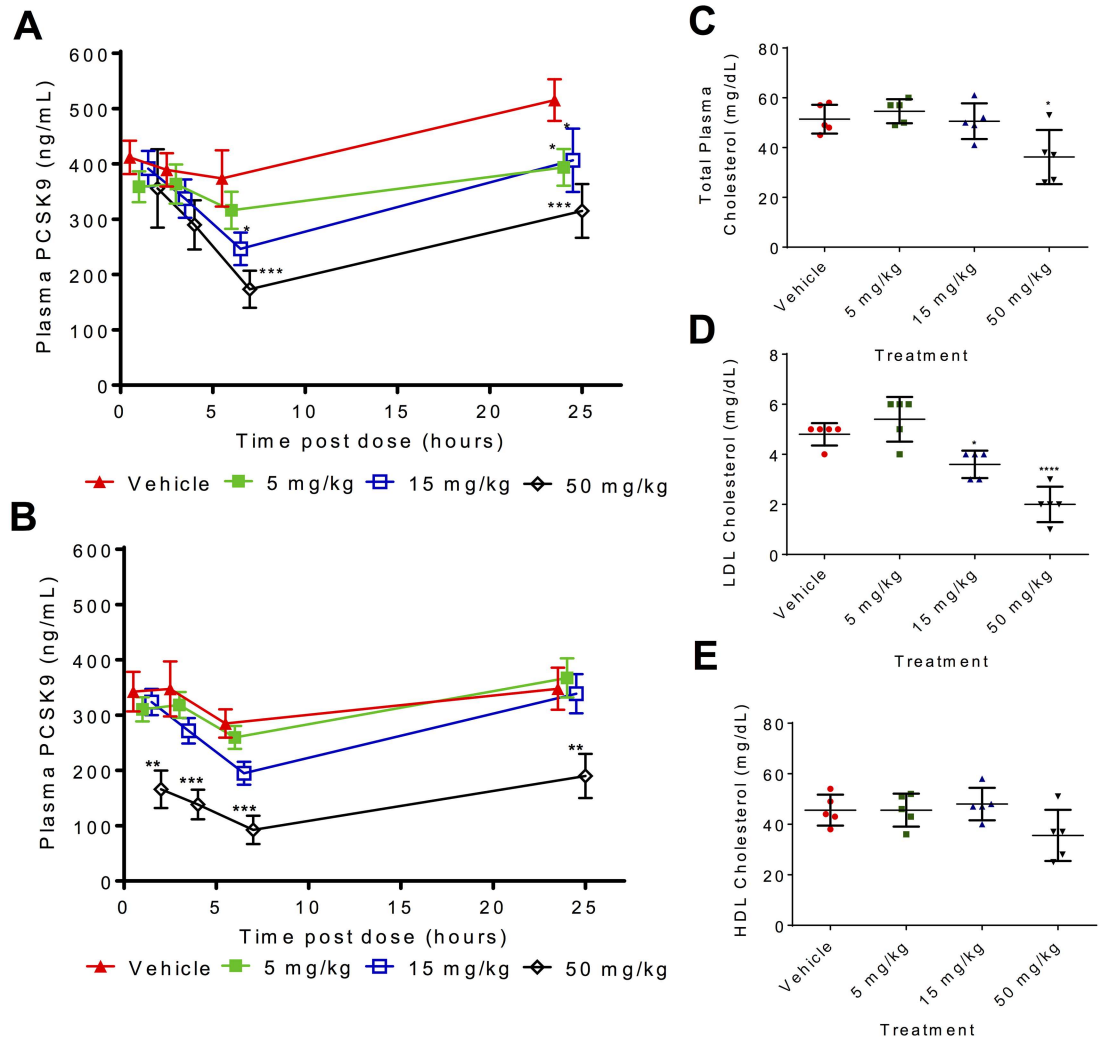 A
600
500
400
300
200
100
0
Plasma PCSK9 (ng/mL)
*
***
*
*
***
0 5 10 15 20 25
Time post dose (hours)
Vehicle 5 mg/kg 15 mg/kg 50 mg/kg
B
600
500
400
300
200
100
0
Plasma PCSK9 (ng/mL)
**
***
***
**
0 5 10 15 20 25
Time post dose (hours)
Vehicle 5 mg/kg 15 mg/kg 50 mg/kg
C
80
60
40
20
0
Total Plasma
Cholesterol (mg/dL)
*
Vehicle
5 mg/kg
15 mg/kg
50 mg/kg
Treatment
D
8
6
4
2
0
LDL Cholesterol (mg/dL)
*
****
Vehicle
5 mg/kg
15 mg/kg
50 mg/kg
Treatment
E
80
60
40
20
0
HDL Cholesterol (mg/dL)
Vehicle
5 mg/kg
15 mg/kg
50 mg/kg
Treatment